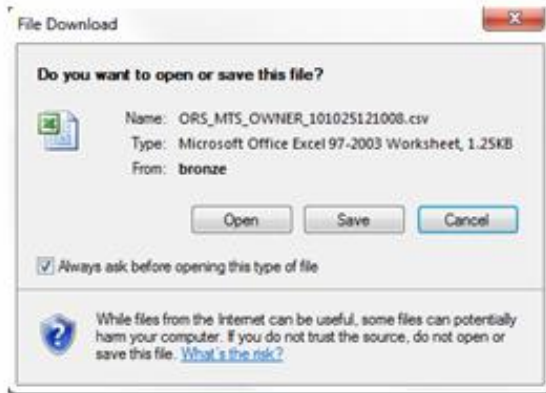 File Download
Do you want to open or save this file?
Name: ORS_MTS_OWNER_101025121008.csv
Type: Microsoft Office Excel 97-2003 Worksheet, 1.25KB
From: bronze
Open Save Cancel
Always ask before opening this type of file
While files from the Internet can be useful, some files can potentially
harm your computer. If you do not trust the source, do not open or
save this file. What's the risk?